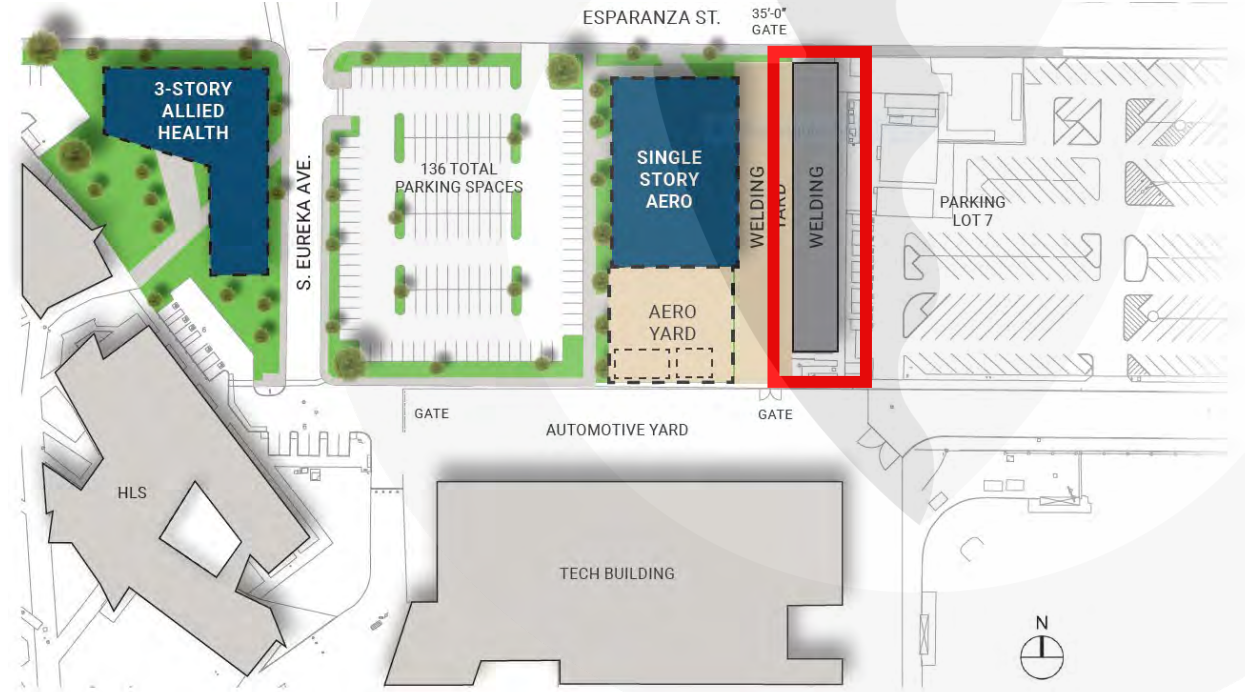 ESPARANZA ST.
35'-0"
GATE
3-STORY
ALLIED
HEALTH
S. EUREKA AVE.
136 TOTAL
PARKING SPACES
SINGLE
STORY
AERO
WELDING
YARD
WELDING
PARKING
LOT 7
AERO
YARD
GATE
GATE
AUTOMOTIVE YARD
HLS
TECH BUILDING
N